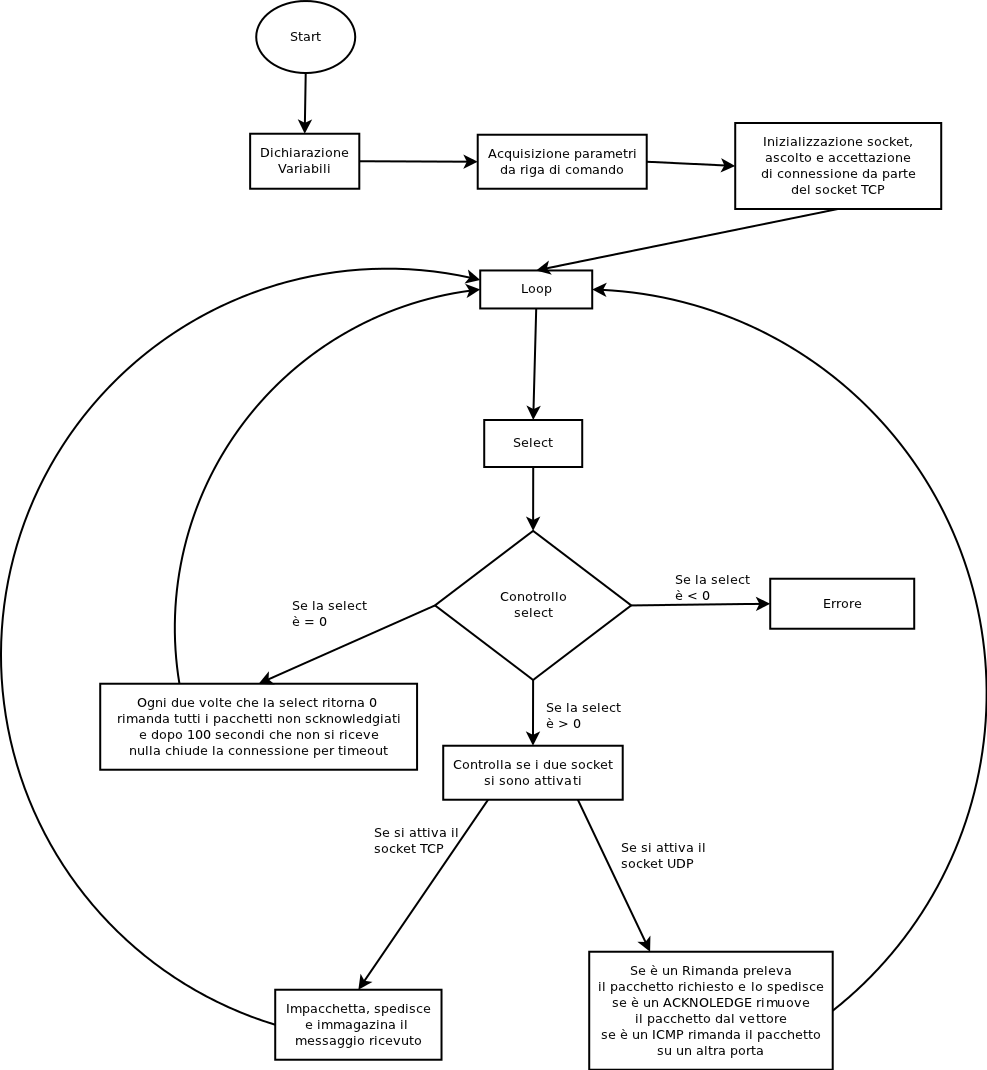 Start
Dichiarazione
Variabili
Acquisizione parametri
da riga di comando
Inizializzazione socket,
ascolto e accettazione
di connessione da parte
del socket TCP
Loop
Select
Conotrollo
select
Se la select
è < 0
Errore
Se la select
è = 0
Ogni due volte che la select ritorna 0
rimanda tutti i pacchetti non scknowledgiati
e dopo 100 secondi che non si riceve
nulla chiude la connessione per timeout
Se la select
è > 0
Controlla se i due socket
si sono attivati
Se si attiva il
socket TCP
Se si attiva il
socket UDP
Impacchetta, spedisce
e immagazina il
messaggio ricevuto
Se è un Rimanda preleva
il pacchetto richiesto e lo spedisce
se è un ACKNOLEDGE rimuove
il pacchetto dal vettore
se è un ICMP rimanda il pacchetto
su un altra porta